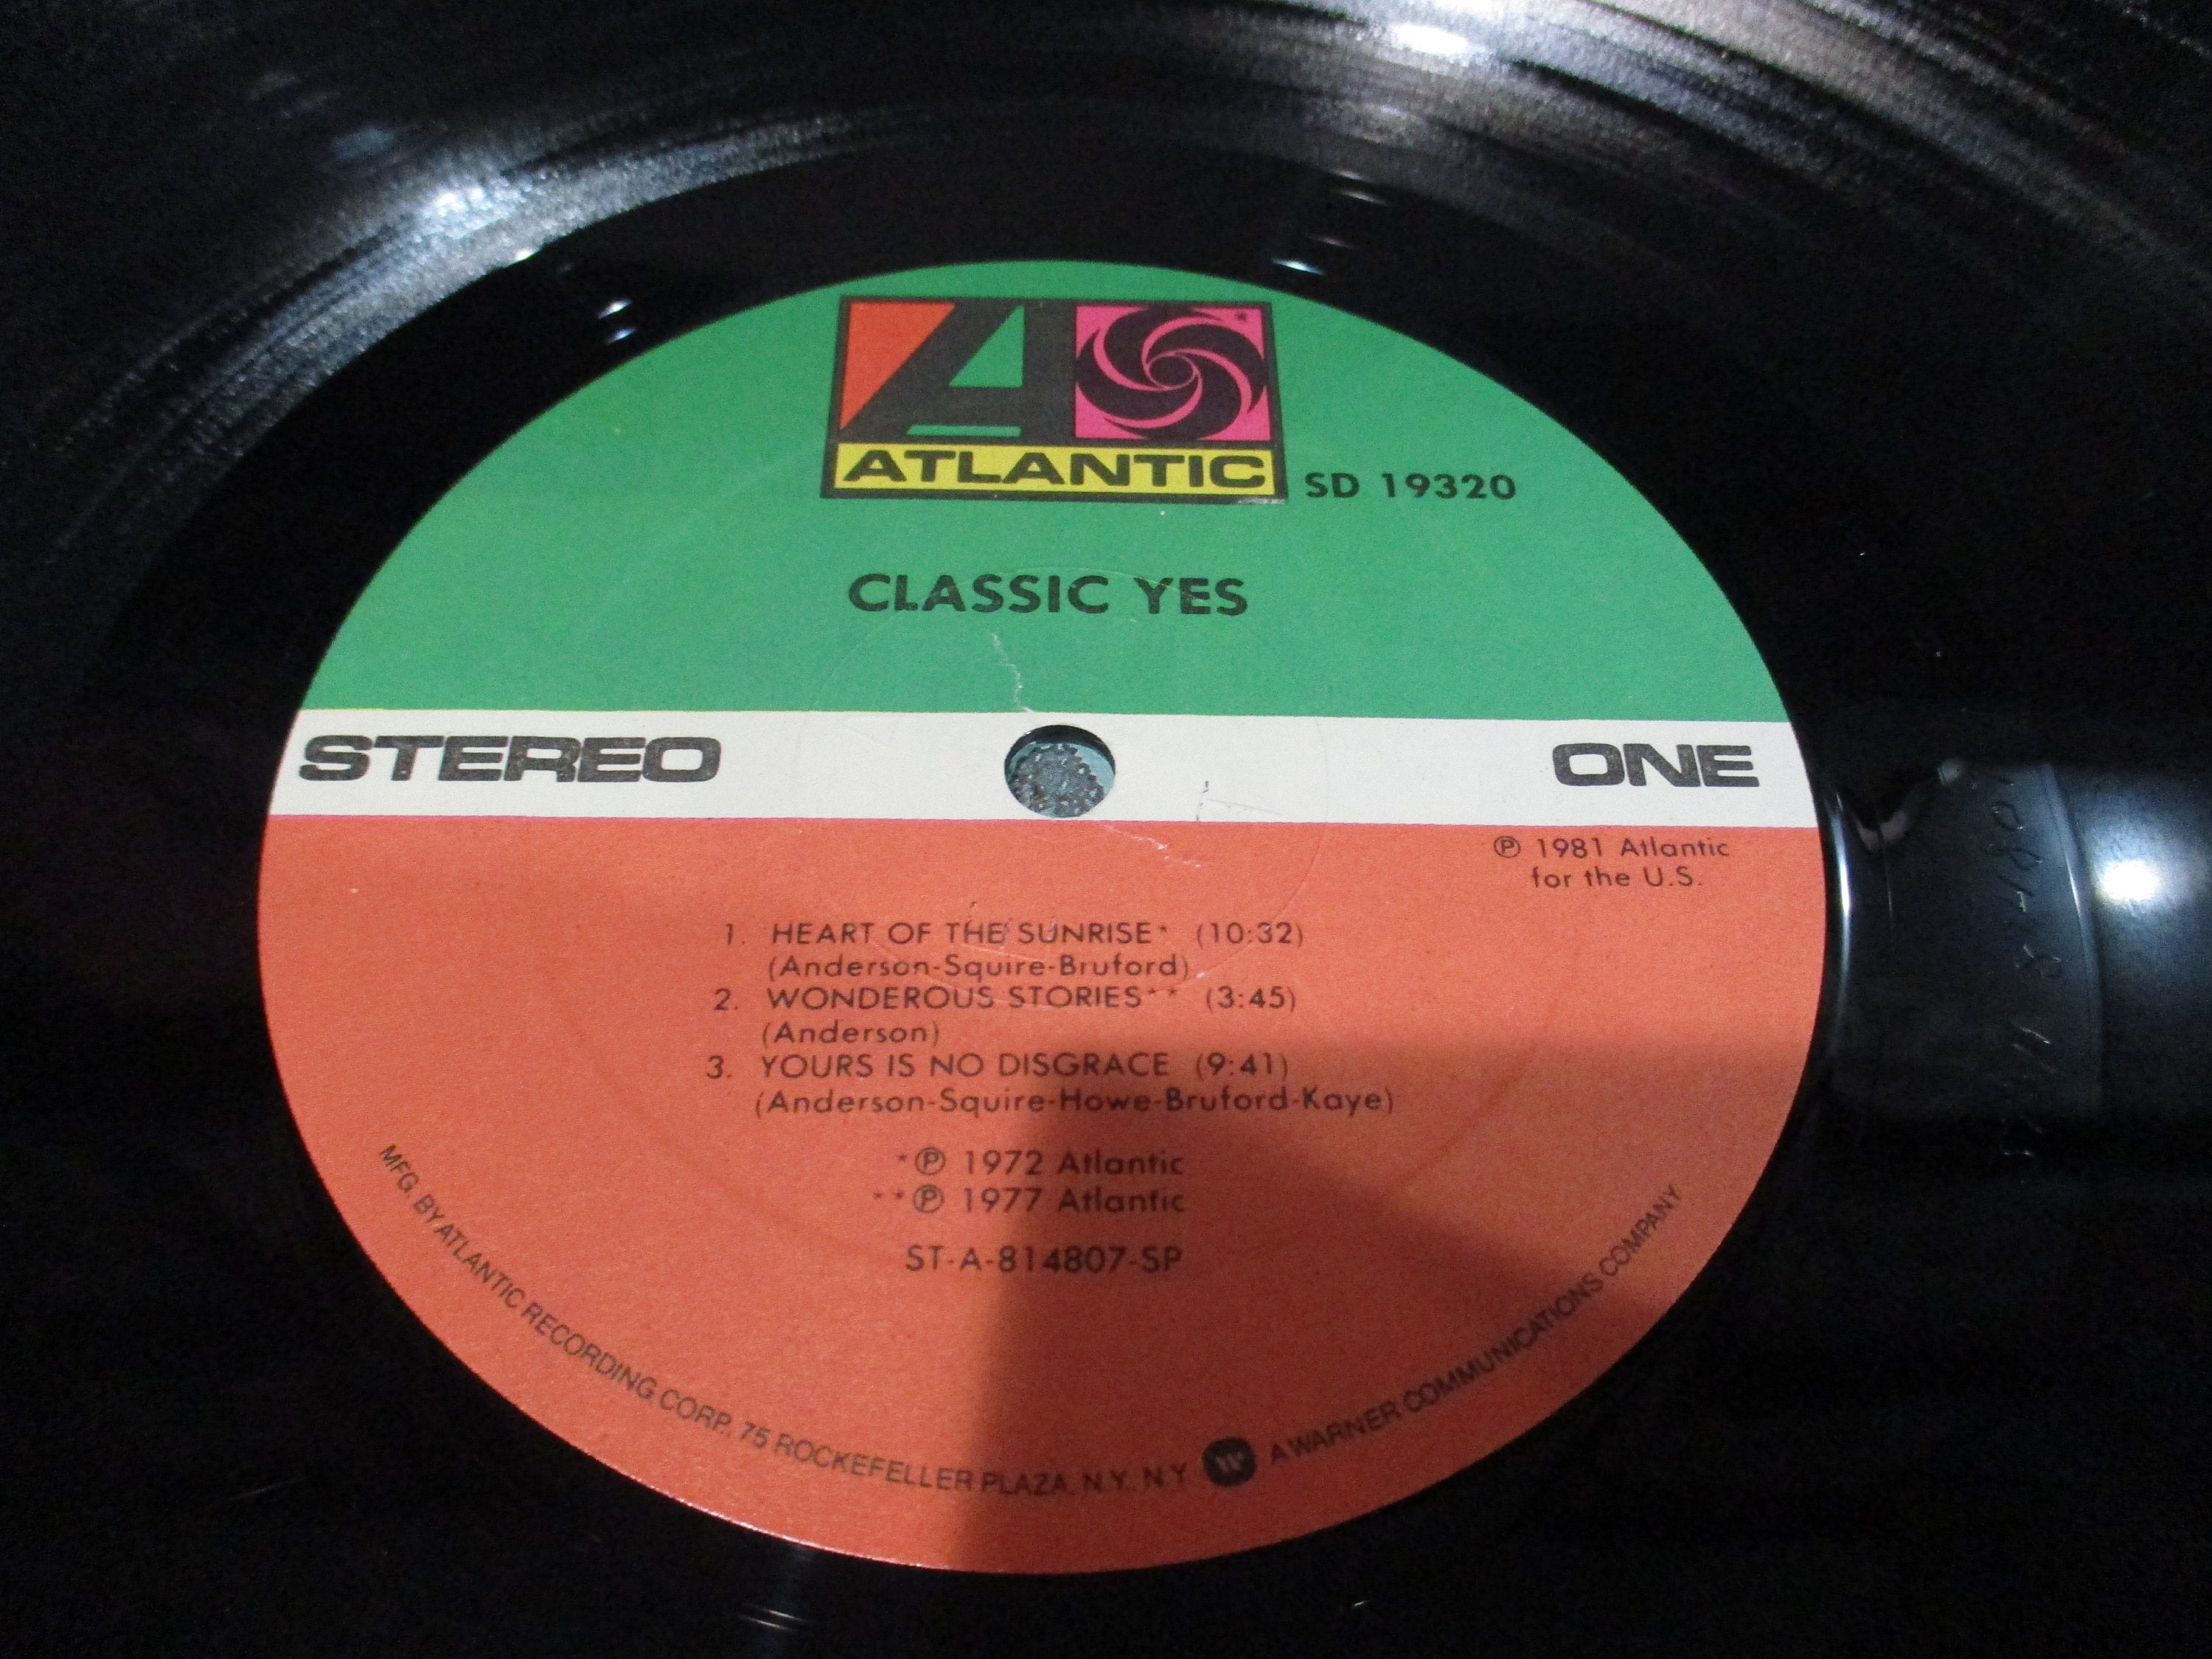 ATLANTIC
SD 19320
CLASSIC YES
STEREO
ONE
℗ 1981 Atlantic
for the U.S.
1. HEART OF THE SUNRISE* (10:32)
(Anderson-Squire-Bruford)
2. WONDEROUS STORIES** (3:45)
(Anderson)
3. YOURS IS NO DISGRACE (9:41)
(Anderson-Squire-Howe-Bruford-Kaye)
*℗ 1972 Atlantic
**℗ 1977 Atlantic
ST-A-814807-SP
MFG. BY ATLANTIC RECORDING CORP., 75 ROCKEFELLER PLAZA, N.Y., N.Y. A WARNER COMMUNICATIONS COMPANY